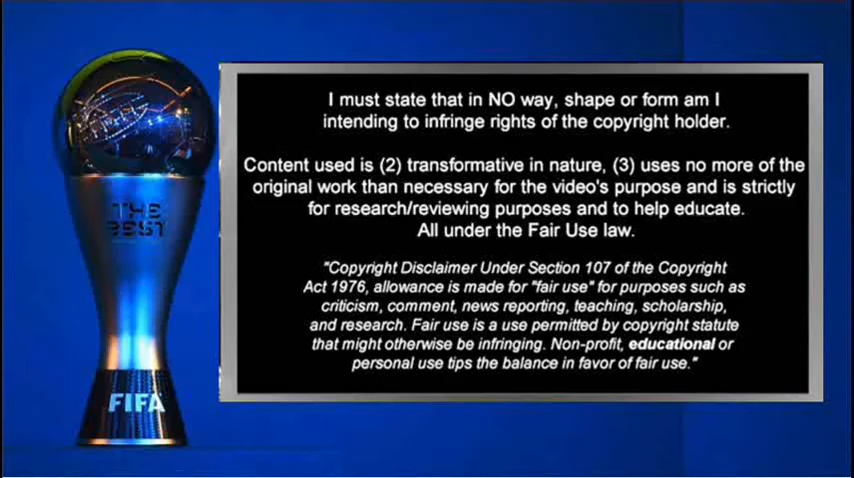 THE
BEST
FIFA
I must state that in NO way, shape or form am I
intending to infringe rights of the copyright holder.
Content used is (2) transformative in nature, (3) uses no more of the
original work than necessary for the video's purpose and is strictly
for research/reviewing purposes and to help educate.
All under the Fair Use law.
"Copyright Disclaimer Under Section 107 of the Copyright
Act 1976, allowance is made for "fair use" for purposes such as
criticism, comment, news reporting, teaching, scholarship,
and research. Fair use is a use permitted by copyright statute
that might otherwise be infringing. Non-profit, educational or
personal use tips the balance in favor of fair use."